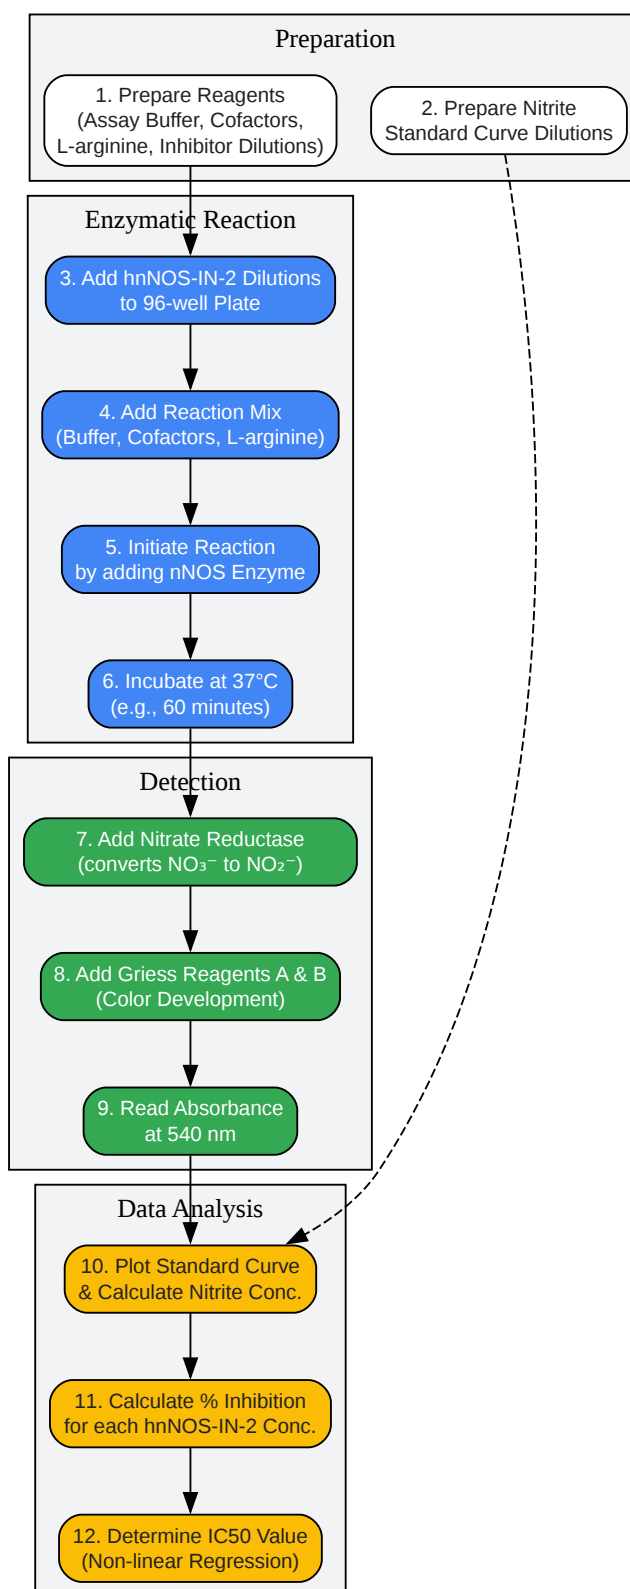 Preparation
1. Prepare Reagents
(Assay Buffer, Cofactors,
L-arginine, Inhibitor Dilutions)
2. Prepare Nitrite
Standard Curve Dilutions
Enzymatic Reaction
3. Add hnNOS-IN-2 Dilutions
to 96-well Plate
4. Add Reaction Mix
(Buffer, Cofactors, L-arginine)
5. Initiate Reaction
by adding nNOS Enzyme
6. Incubate at 37°C
(e.g., 60 minutes)
Detection
7. Add Nitrate Reductase
(converts NO₃⁻ to NO₂⁻)
8. Add Griess Reagents A & B
(Color Development)
9. Read Absorbance
at 540 nm
Data Analysis
10. Plot Standard Curve
& Calculate Nitrite Conc.
11. Calculate % Inhibition
for each hnNOS-IN-2 Conc.
12. Determine IC50 Value
(Non-linear Regression)